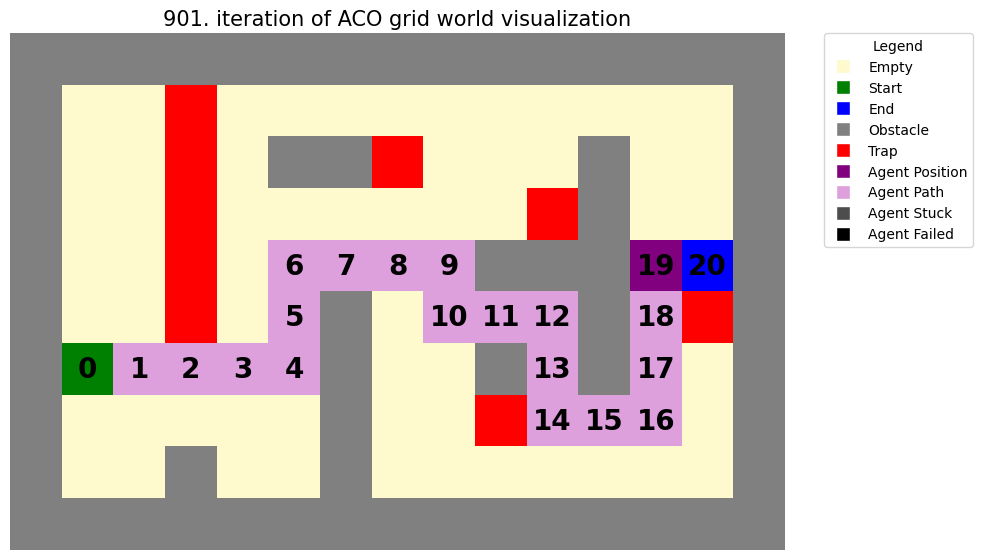 901. iteration of ACO grid world visualization
Legend
Empty
Start
End
Obstacle
Trap
Agent Position
Agent Path
Agent Stuck
Agent Failed
6 7 8 9 19 20
5 10 11 12 18
0 1 2 3 4 13 17
14 15 16